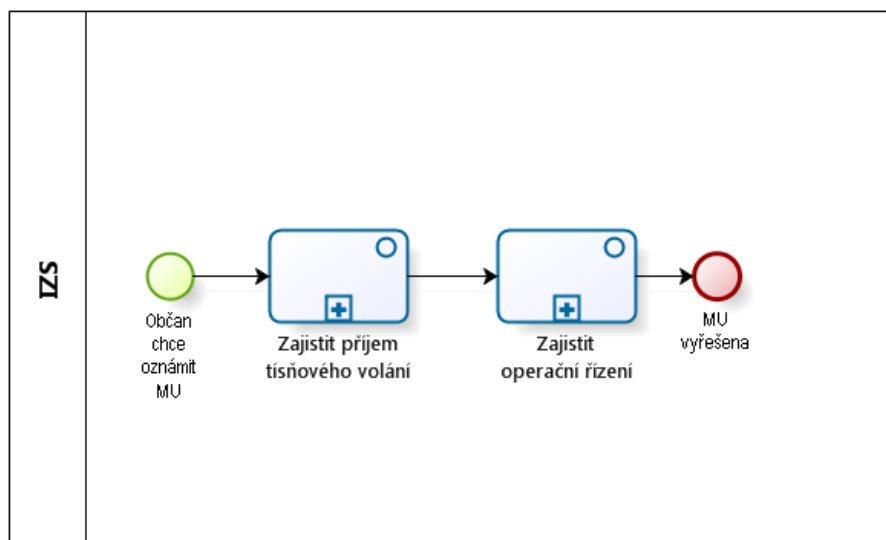 IZS
Občan
chce
oznámit
MU
Zajistit příjem
tísňového volání
Zajistit
operační řízení
MU
vyřešena